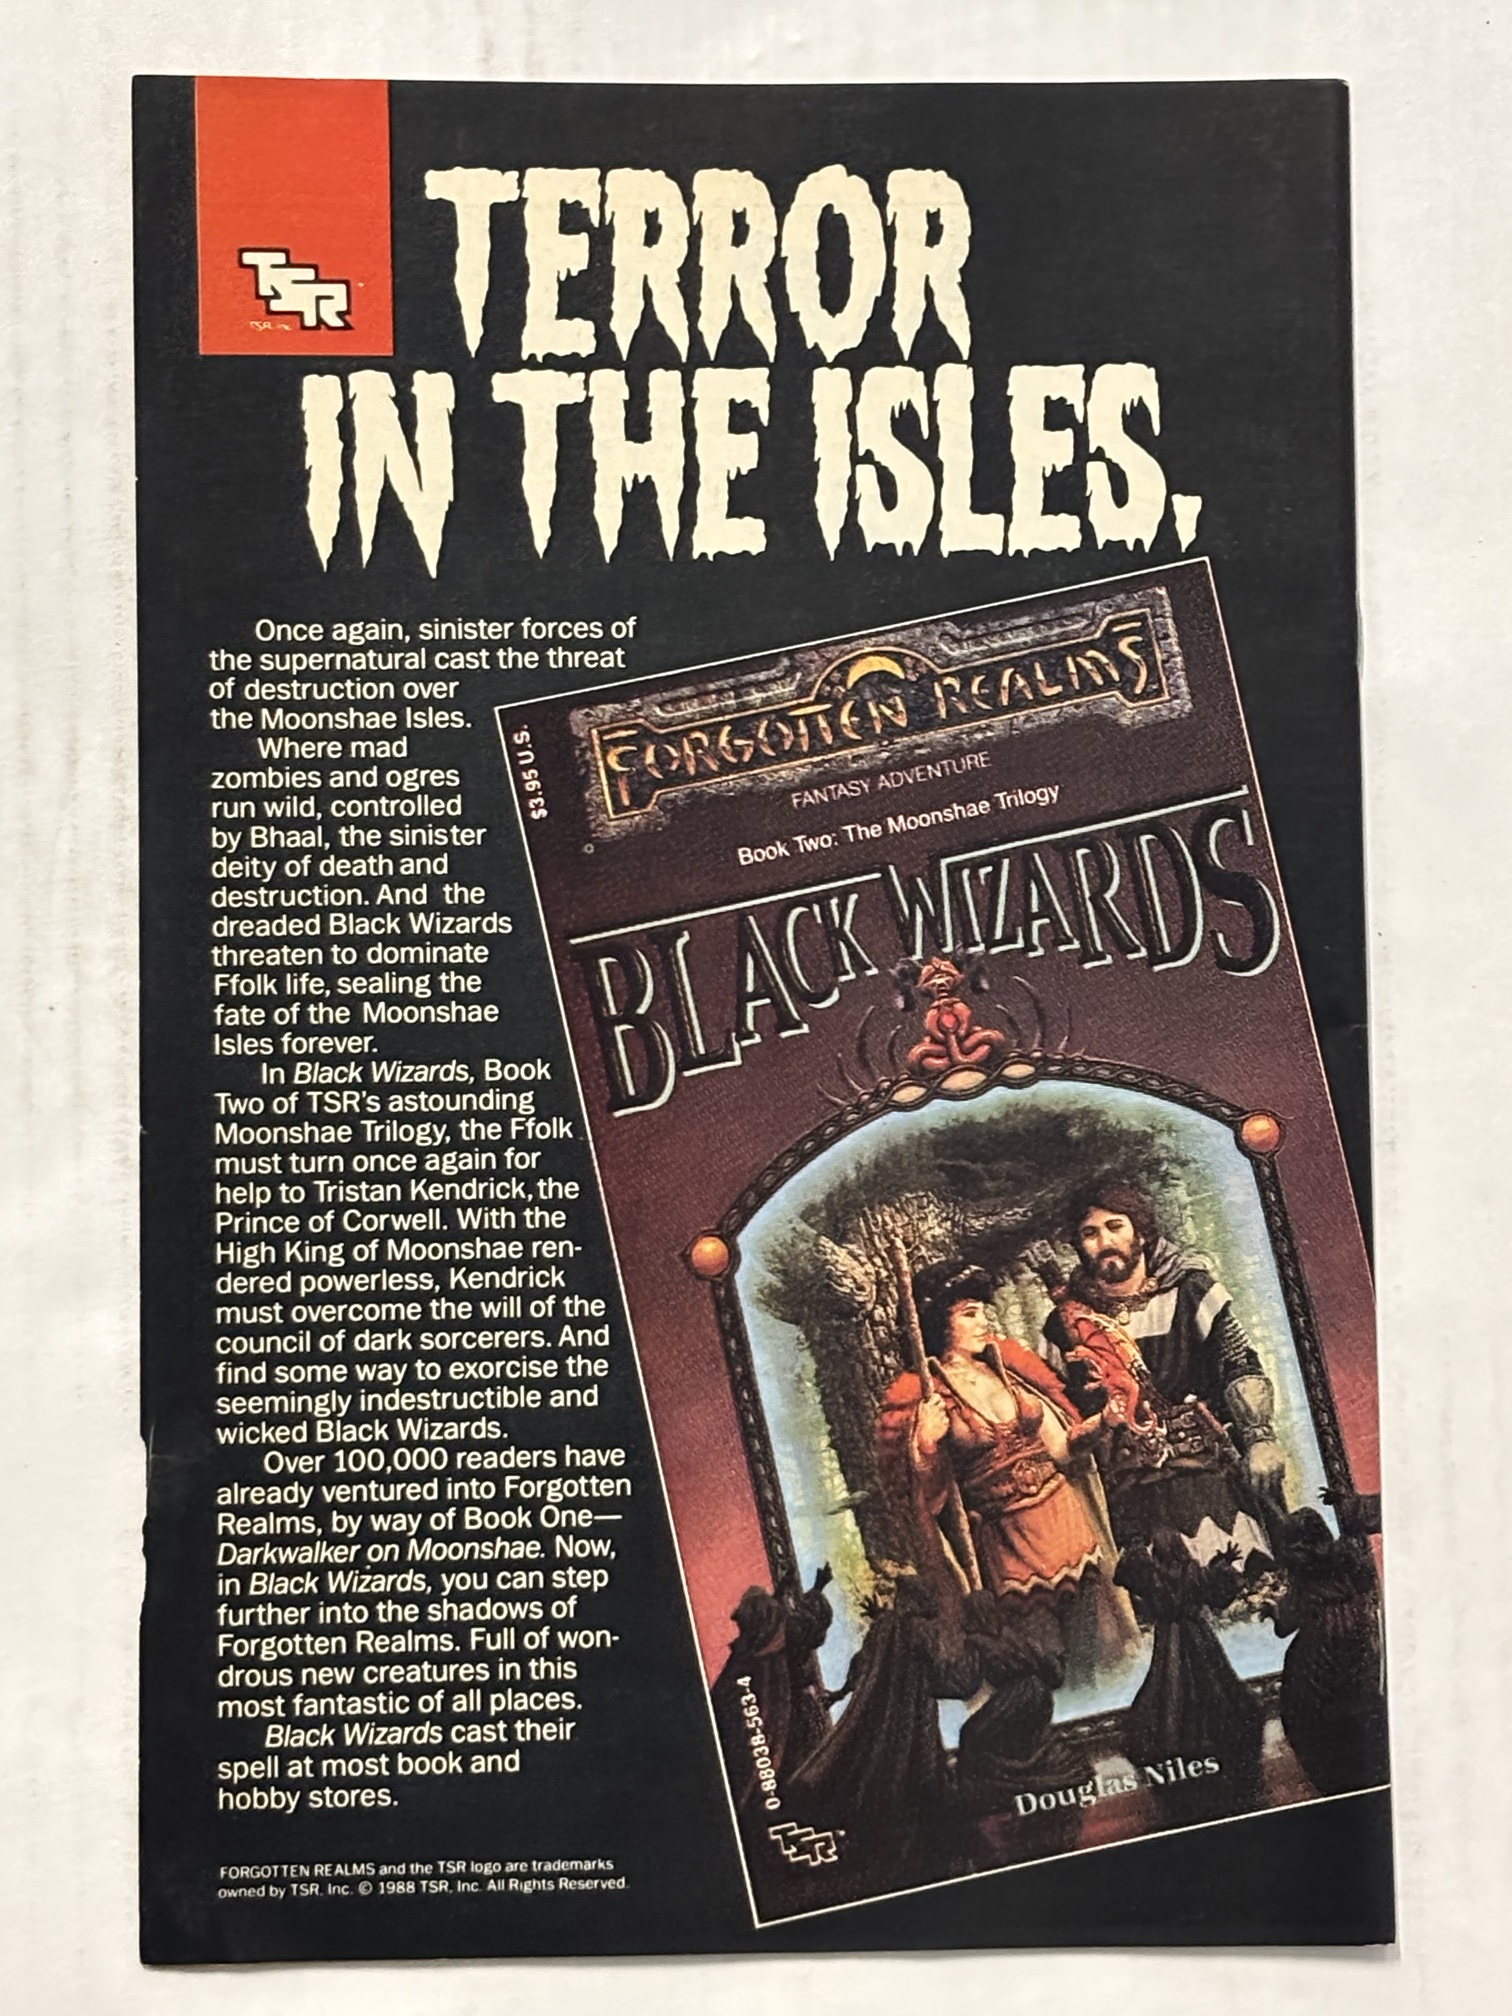 TSR
TSR, Inc.
TERROR
IN THE ISLES.
Once again, sinister forces of
the supernatural cast the threat
of destruction over
the Moonshae Isles.
Where mad
zombies and ogres
run wild, controlled
by Bhaal, the sinister
deity of death and
destruction. And the
dreaded Black Wizards
threaten to dominate
Ffolk life, sealing the
fate of the Moonshae
Isles forever.
In Black Wizards, Book
Two of TSR's astounding
Moonshae Trilogy, the Ffolk
must turn once again for
help to Tristan Kendrick, the
Prince of Corwell. With the
High King of Moonshae ren-
dered powerless, Kendrick
must overcome the will of the
council of dark sorcerers. And
find some way to exorcise the
seemingly indestructible and
wicked Black Wizards.
Over 100,000 readers have
already ventured into Forgotten
Realms, by way of Book One—
Darkwalker on Moonshae. Now,
in Black Wizards, you can step
further into the shadows of
Forgotten Realms. Full of won-
drous new creatures in this
most fantastic of all places.
Black Wizards cast their
spell at most book and
hobby stores.
FORGOTTEN REALMS and the TSR logo are trademarks
owned by TSR, Inc. © 1988 TSR, Inc. All Rights Reserved.
$3.95 U.S.
FORGOTTEN REALMS
FANTASY ADVENTURE
Book Two: The Moonshae Trilogy
BLACK WIZARDS
0-88038-563-4
TSR
Douglas Niles